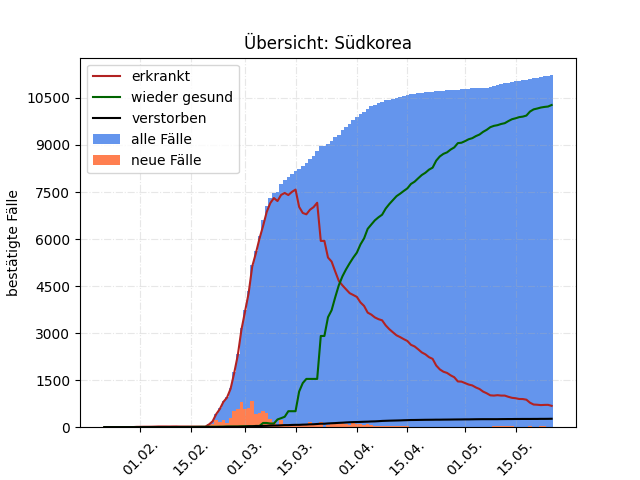 Übersicht: Südkorea
erkrankt
wieder gesund
verstorben
alle Fälle
neue Fälle
bestätigte Fälle
10500
9000
7500
6000
4500
3000
1500
0
01.02.
15.02.
01.03.
15.03.
01.04.
15.04.
01.05.
15.05.